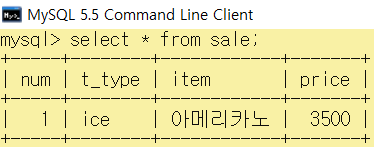 MySQL 5.5 Command Line Client
mysql> select * from sale;
+-----+--------+------------+-------+
| num | t_type | item       | price |
+-----+--------+------------+-------+
|   1 | ice    | 아메리카노 |  3500 |
+-----+--------+------------+-------+